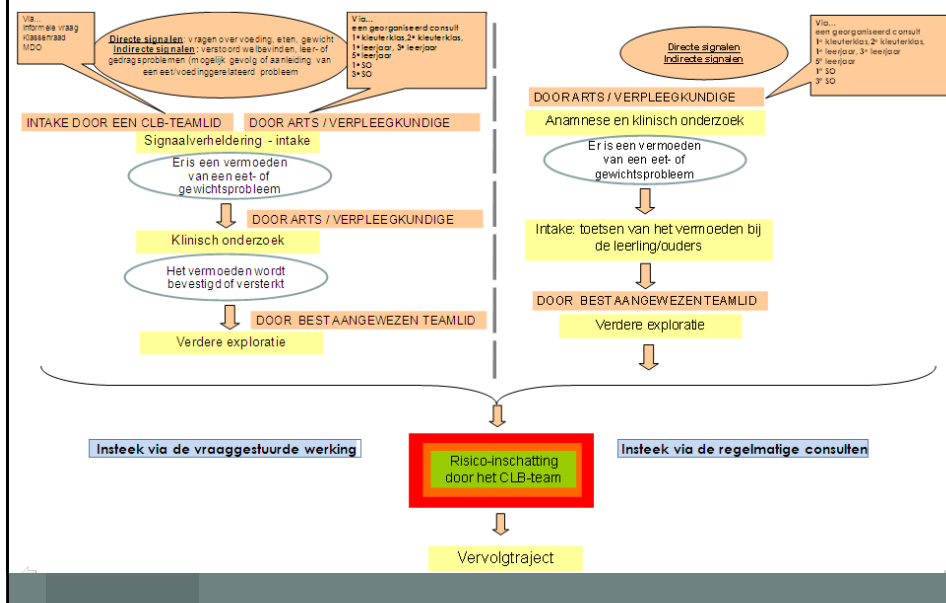 Via...
Informele vraag
Klassenraad
MDO
Directe signalen: vragen over voeding, eten, gewicht
Indirecte signalen: verstoord welbevinden, leer- of
gedragsproblemen (mogelijk gevolg of aanleiding van
een eet/voedinggerelateerd probleem
Via...
een georganiseerd consult
1e kleuterklas, 2e kleuterklas,
1e leerjaar, 3e leerjaar
5e leerjaar
1e SO
3e SO
INTAKE DOOR EEN CLB-TEAMLID
DOOR ARTS / VERPLEEGKUNDIGE
Signaalverheldering - intake
Er is een vermoeden
van een eet- of
gewichtsprobleem
DOOR ARTS / VERPLEEGKUNDIGE
Klinisch onderzoek
Het vermoeden wordt
bevestigd of versterkt
DOOR BEST AANGEWEZEN TEAMLID
Verdere exploratie
Directe signalen
Indirecte signalen
Via...
een georganiseerd consult
1e kleuterklas, 2e kleuterklas,
1e leerjaar, 3e leerjaar
5e leerjaar
1e SO
3e SO
DOOR ARTS / VERPLEEGKUNDIGE
Anamnese en klinisch onderzoek
Er is een vermoeden
van een eet- of
gewichtsprobleem
Intake: toetsen van het vermoeden bij
de leerling/ouders
DOOR BEST AANGEWEZEN TEAMLID
Verdere exploratie
Insteek via de vraaggestuurde werking
Insteek via de regelmatige consulten
Risico-inschatting
door het CLB-team
Vervolgtraject